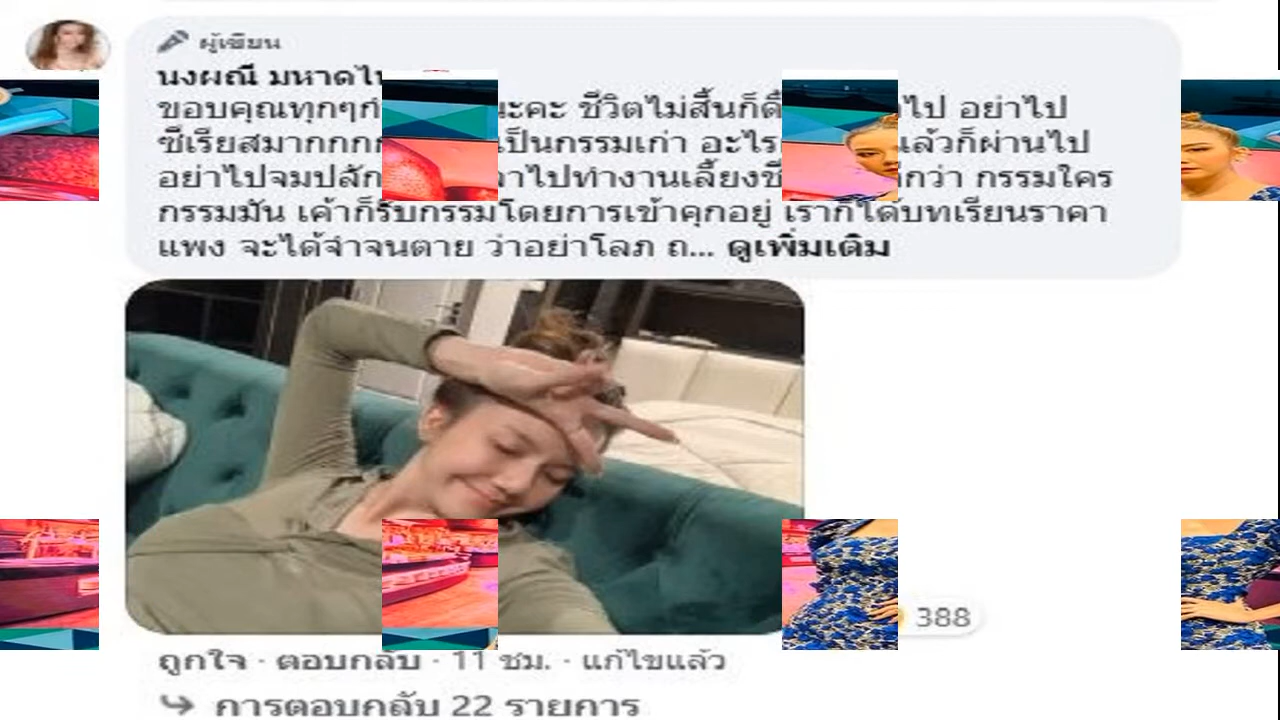 ผู้เขียน
นงผณี มหาดไ
ขอบคุณทุกๆกำ นะคะ ชีวิตไม่สิ้นก็ดิ้ ไป อย่าไป
ซีเรียสมากกกก เป็นกรรมเก่า อะไร แล้วก็ผ่านไป
อย่าไปจมปลัก าไปทำงานเลี้ยงชี กว่า กรรมใคร
กรรมมัน เค้าก็รับกรรมโดยการเข้าคุกอยู่ เราก็ได้บทเรียนราคา
แพง จะได้จำจนตาย ว่าอย่าโลภ ถ... ดูเพิ่มเติม
388
ถูกใจ · ตอบกลับ · 11 ชม. · แก้ไขแล้ว
การตอบกลับ 22 รายการ